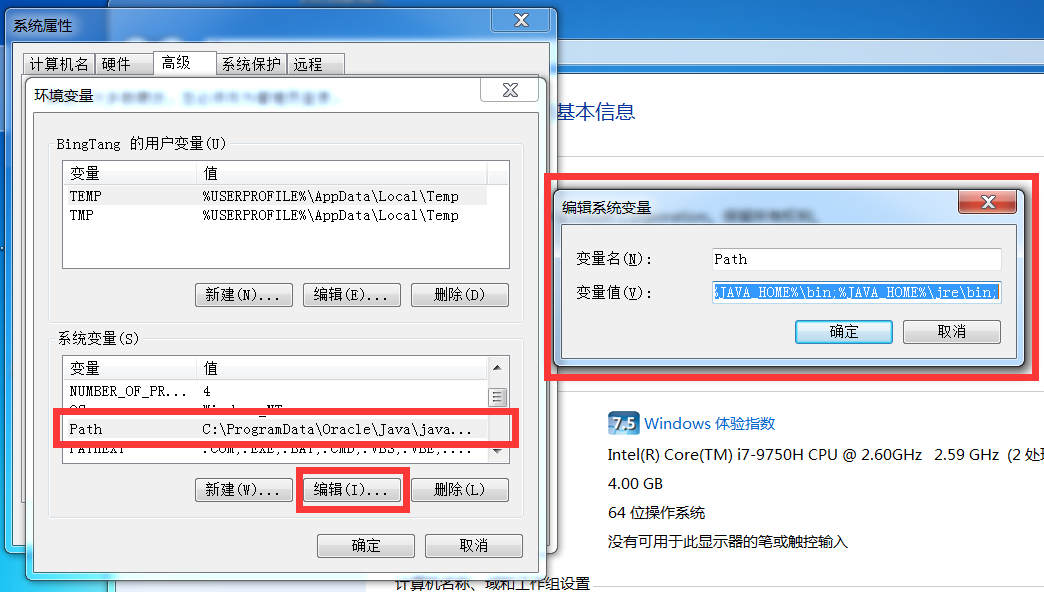 系统属性
计算机名 硬件 高级 系统保护 远程
环境变量
基本信息
BingTang 的用户变量(U)
变量 值
TEMP %USERPROFILE%\AppData\Local\Temp
TMP %USERPROFILE%\AppData\Local\Temp
新建(N)... 编辑(E)... 删除(D)
系统变量(S)
变量 值
NUMBER_OF_PR... 4
Path C:\ProgramData\Oracle\Java\java...
PATHEXT .COM;.EXE;.BAT;.CMD;.VBS;.VBE;....
新建(W)... 编辑(I)... 删除(L)
确定 取消
编辑系统变量
变量名(N): Path
变量值(V): %JAVA_HOME%\bin;%JAVA_HOME%\jre\bin;
确定 取消
7.5 Windows 体验指数
Intel(R) Core(TM) i7-9750H CPU @ 2.60GHz 2.59 GHz (2 处
4.00 GB
64 位操作系统
没有可用于此显示器的笔或触控输入
计算机名称、域和工作组设置